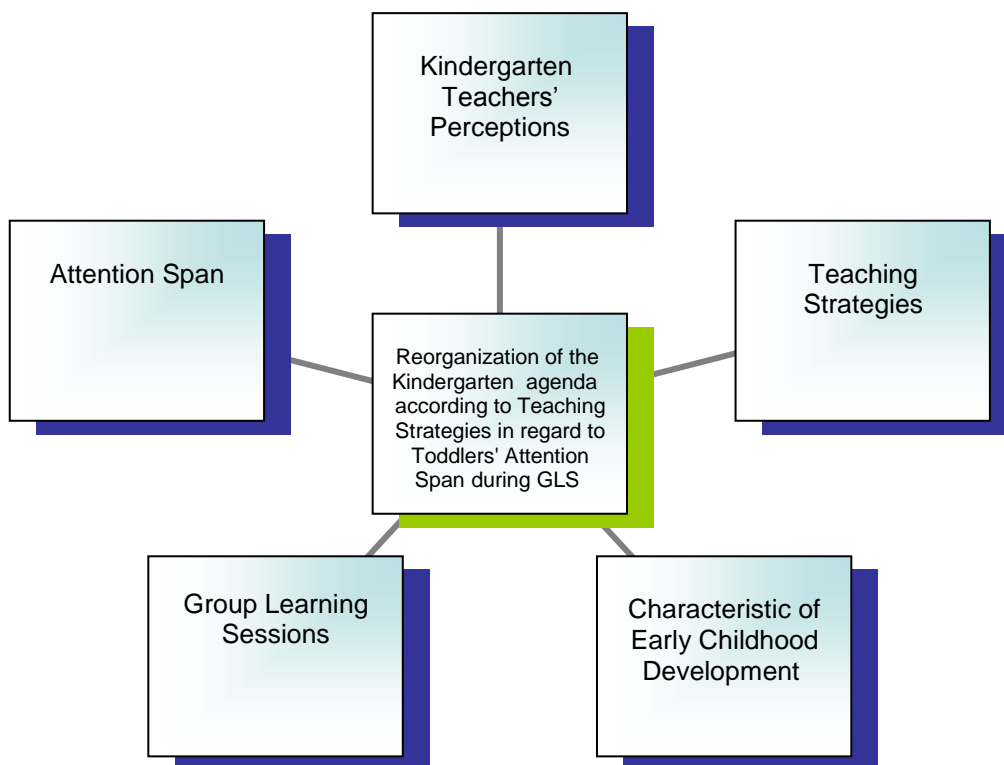 Kindergarten
Teachers’
Perceptions
Attention Span
Teaching
Strategies
Reorganization of the
Kindergarten agenda
according to Teaching
Strategies in regard to
Toddlers' Attention
Span during GLS
Group Learning
Sessions
Characteristic of
Early Childhood
Development